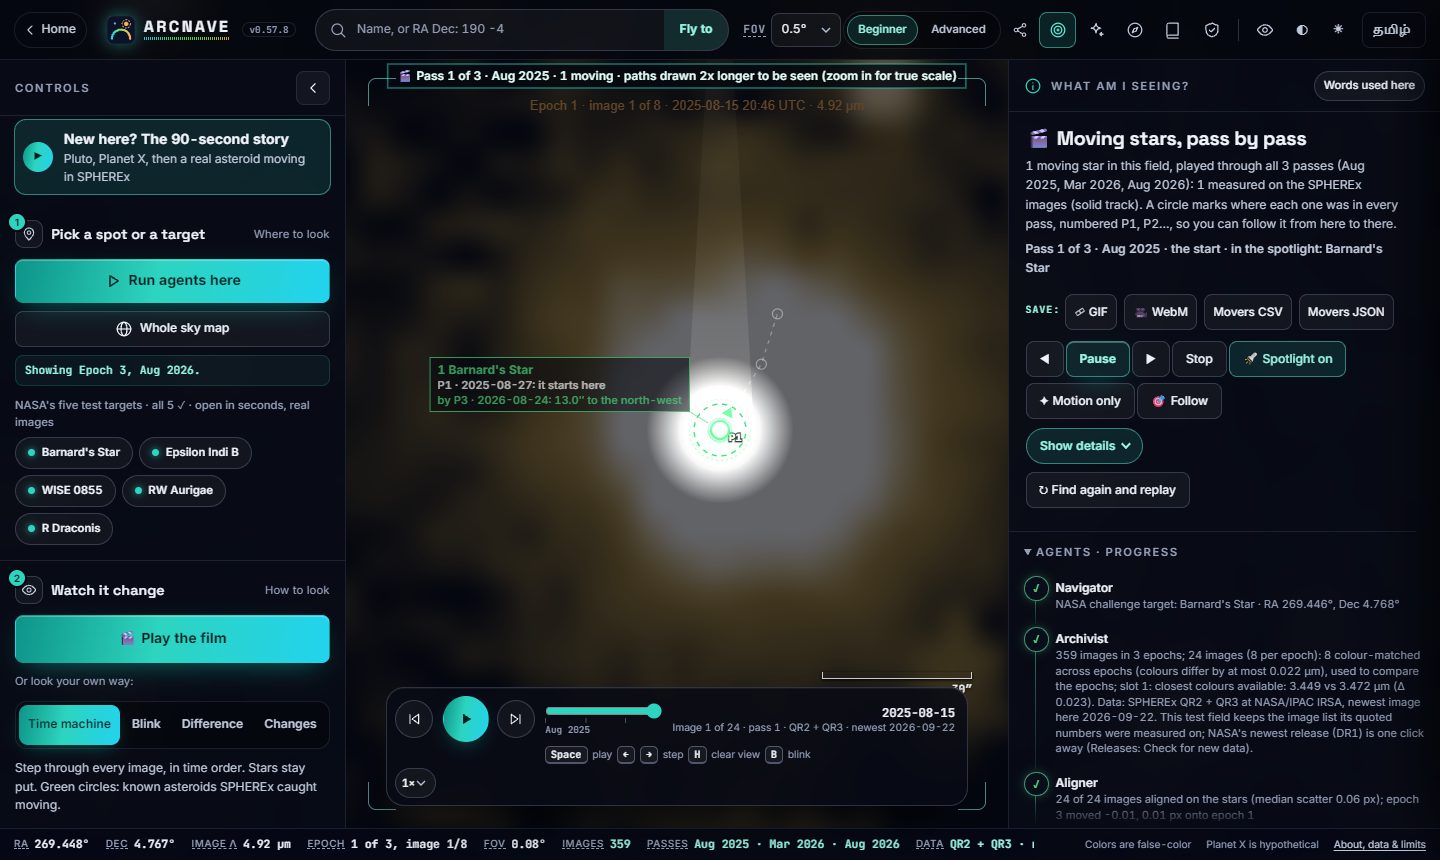 Home
ARCNAVE
v0.57.8
Name, or RA Dec: 190 -4
Fly to
FOV
0.5°
Beginner
Advanced
தமிழ்
CONTROLS
New here? The 90-second story
Pluto, Planet X, then a real asteroid moving
in SPHEREx
1
Pick a spot or a target
Where to look
Run agents here
Whole sky map
Showing Epoch 3, Aug 2026.
NASA's five test targets · all 5 ✓ · open in seconds, real
images
Barnard's Star
Epsilon Indi B
WISE 0855
RW Aurigae
R Draconis
2
Watch it change
How to look
Play the film
Or look your own way:
Time machine
Blink
Difference
Changes
Step through every image, in time order. Stars stay
put. Green circles: known asteroids SPHEREx caught
moving.
Pass 1 of 3 · Aug 2025 · 1 moving · paths drawn 2x longer to be seen (zoom in for true scale)
Epoch 1 · image 1 of 8 · 2025-08-15 20:46 UTC · 4.92 µm
1 Barnard's Star
P1 · 2025-08-27: it starts here
by P3 · 2026-08-24: 13.0″ to the north-west
P1
2025-08-15
Aug 2025
Image 1 of 24 · pass 1 · QR2 + QR3 · newest 2026-09-22
Space play ← → step H clear view B blink
1×
WHAT AM I SEEING?
Words used here
Moving stars, pass by pass
1 moving star in this field, played through all 3 passes (Aug
2025, Mar 2026, Aug 2026): 1 measured on the SPHEREx
images (solid track). A circle marks where each one was in every
pass, numbered P1, P2..., so you can follow it from here to there.
Pass 1 of 3 · Aug 2025 · the start · in the spotlight: Barnard's
Star
SAVE:
GIF
WebM
Movers CSV
Movers JSON
Pause
Stop
Spotlight on
Motion only
Follow
Show details
↻ Find again and replay
AGENTS · PROGRESS
Navigator
NASA challenge target: Barnard's Star · RA 269.446°, Dec 4.768°
Archivist
359 images in 3 epochs; 24 images (8 per epoch): 8 colour-matched
across epochs (colours differ by at most 0.022 µm), used to compare
the epochs; slot 1: closest colours available: 3.449 vs 3.472 µm (Δ
0.023). Data: SPHEREx QR2 + QR3 at NASA/IPAC IRSA, newest image
here 2026-09-22. This test field keeps the image list its quoted
numbers were measured on; NASA's newest release (DR1) is one click
away (Releases: Check for new data).
Aligner
24 of 24 images aligned on the stars (median scatter 0.06 px); epoch
3 moved -0.01, 0.01 px onto epoch 1
RA 269.448° DEC 4.767° IMAGE Λ 4.92 µm EPOCH 1 of 3, image 1/8 FOV 0.08° IMAGES 359 PASSES Aug 2025 · Mar 2026 · Aug 2026 DATA QR2 + QR3 ·
Colors are false-color
Planet X is hypothetical
About, data & limits